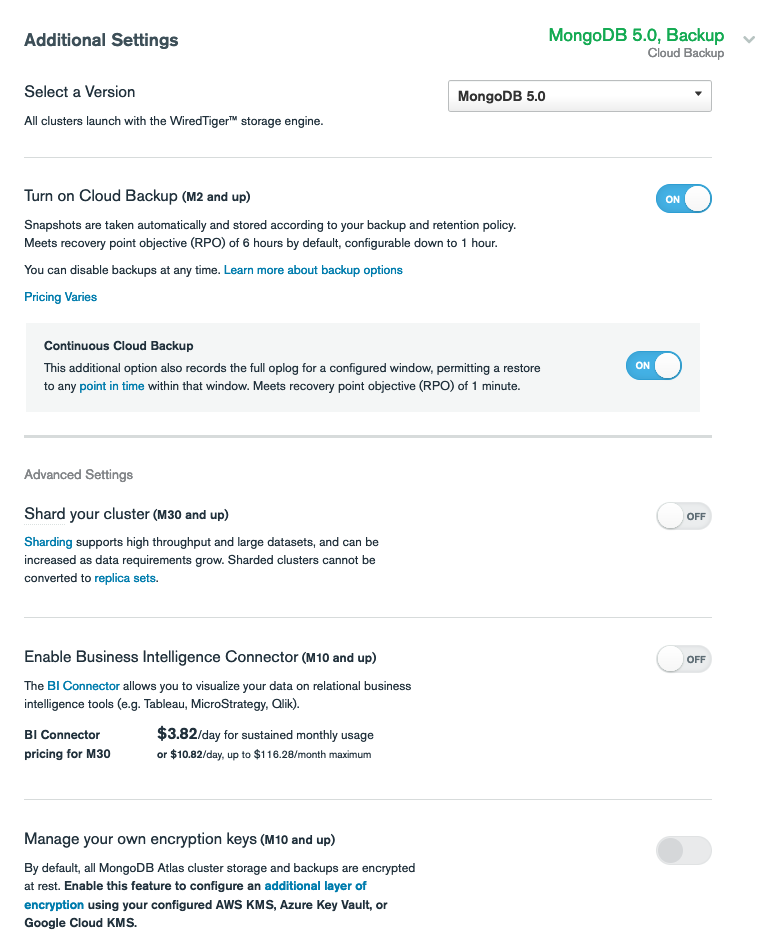 Additional Settings
MongoDB 5.0, Backup
Cloud Backup
Select a Version
MongoDB 5.0
All clusters launch with the WiredTiger™ storage engine.
Turn on Cloud Backup (M2 and up)
ON
Snapshots are taken automatically and stored according to your backup and retention policy.
Meets recovery point objective (RPO) of 6 hours by default, configurable down to 1 hour.
You can disable backups at any time. Learn more about backup options
Pricing Varies
Continuous Cloud Backup
This additional option also records the full oplog for a configured window, permitting a restore
to any point in time within that window. Meets recovery point objective (RPO) of 1 minute.
ON
Advanced Settings
Shard your cluster (M30 and up)
OFF
Sharding supports high throughput and large datasets, and can be
increased as data requirements grow. Sharded clusters cannot be
converted to replica sets.
Enable Business Intelligence Connector (M10 and up)
OFF
The BI Connector allows you to visualize your data on relational business
intelligence tools (e.g. Tableau, MicroStrategy, Qlik).
BI Connector
pricing for M30
$3.82/day for sustained monthly usage
or $10.82/day, up to $116.28/month maximum
Manage your own encryption keys (M10 and up)
By default, all MongoDB Atlas cluster storage and backups are encrypted
at rest. Enable this feature to configure an additional layer of
encryption using your configured AWS KMS, Azure Key Vault, or
Google Cloud KMS.